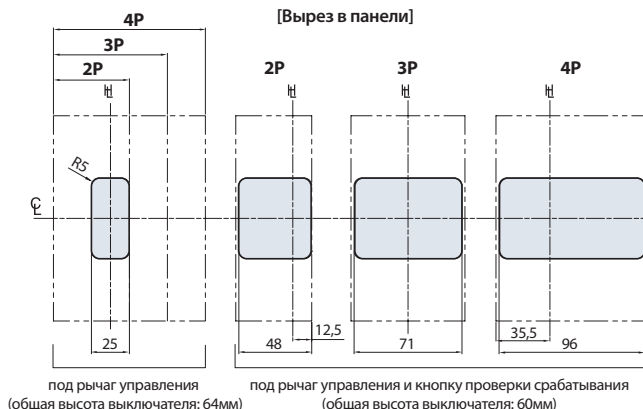 [Вырез в панели]
4P
3P
2P
2P
3P
4P
R5
25
48
12,5
71
35,5
96
под рычаг управления
(общая высота выключателя: 64мм)
под рычаг управления и кнопку проверки срабатывания
(общая высота выключателя: 60мм)